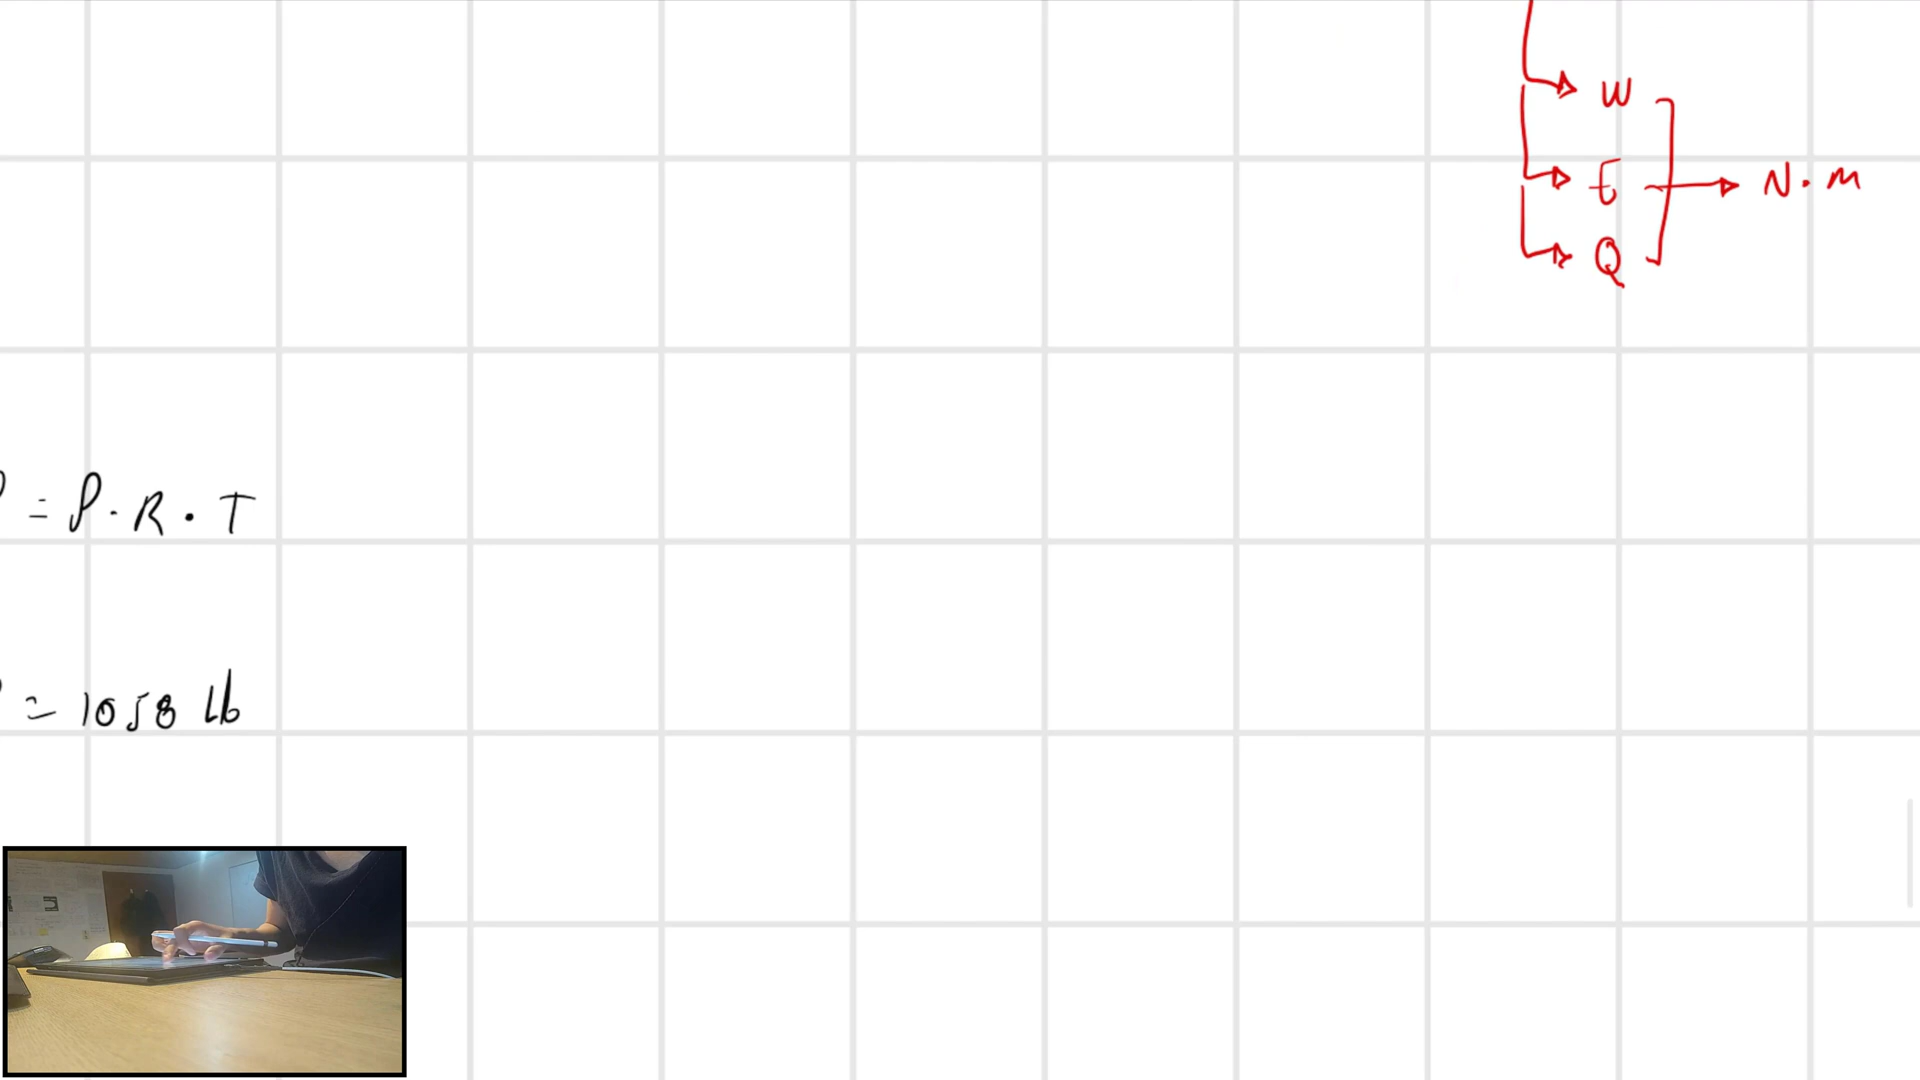 W
E
Q
N·m
= P·R·T
= 1058 lb